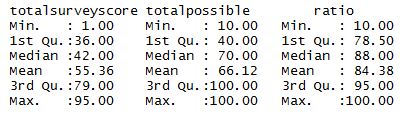 totalsurveyscore totalpossible ratio
Min. : 1.00 Min. : 10.00 Min. : 10.00
1st Qu.:36.00 1st Qu.: 40.00 1st Qu.: 78.50
Median :42.00 Median : 70.00 Median : 88.00
Mean :55.36 Mean : 66.12 Mean : 84.38
3rd Qu.:79.00 3rd Qu.:100.00 3rd Qu.: 95.00
Max. :95.00 Max. :100.00 Max. :100.00